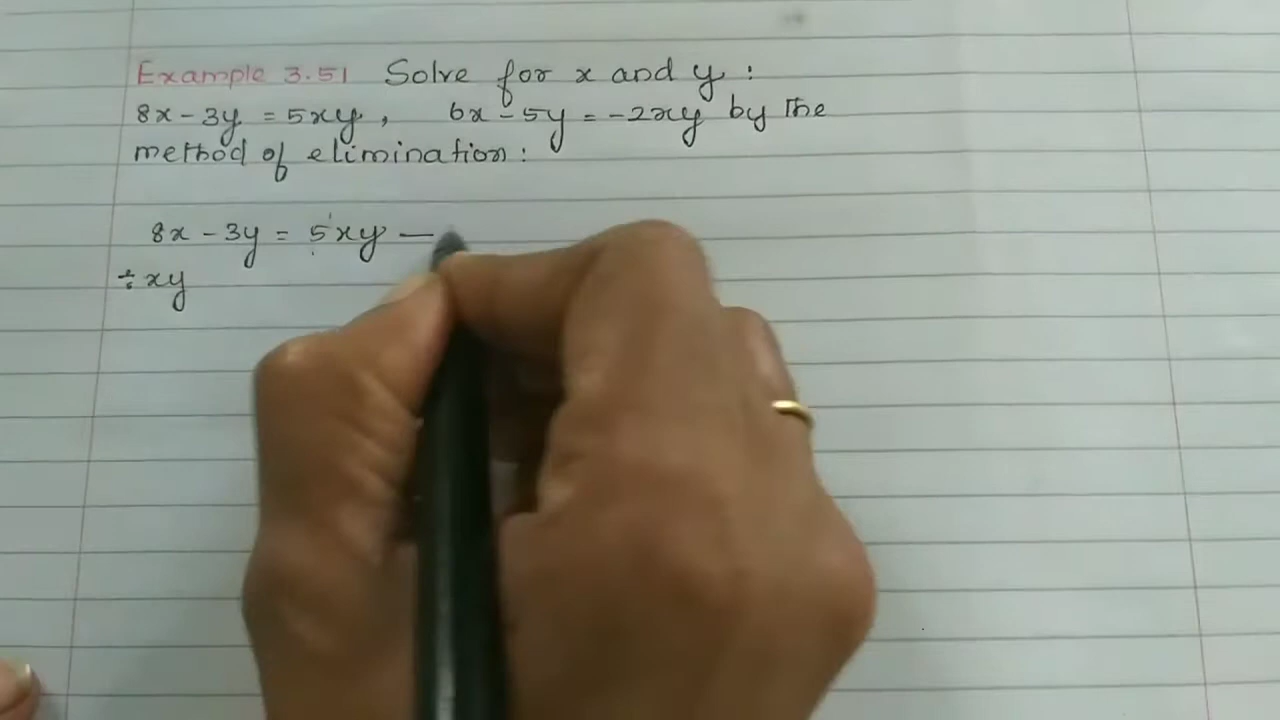 Example 3.51 Solve for x and y :
8x - 3y = 5xy , 6x - 5y = -2xy by the
method of elimination :
8x - 3y = 5xy —
÷ xy